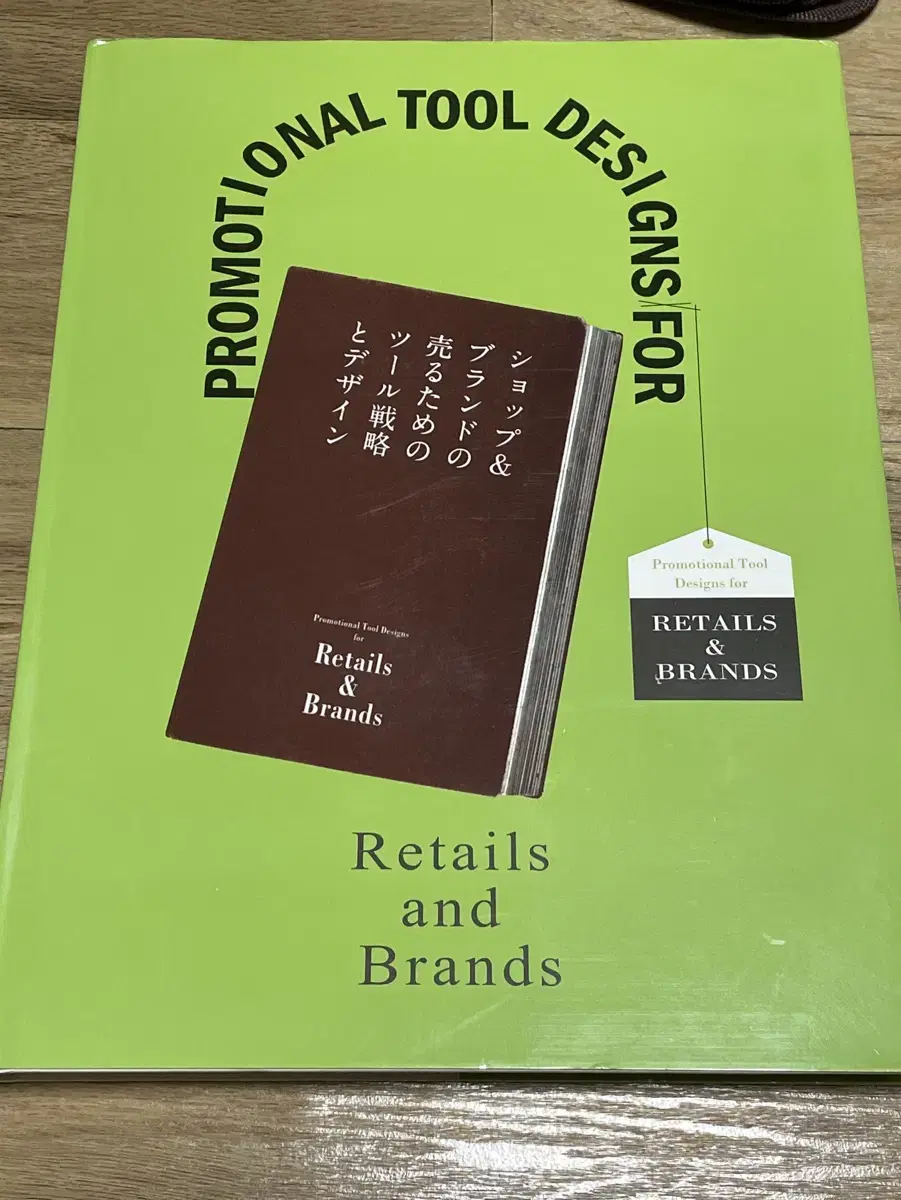 PROMOTIONAL TOOL DESIGNS FOR
ショップ&
ブランドの
売るための
ツール戦略
とデザイン
Promotional Tool Designs
for
Retails
&
Brands
Promotional Tool
Designs for
RETAILS
&
BRANDS
Retails
and
Brands